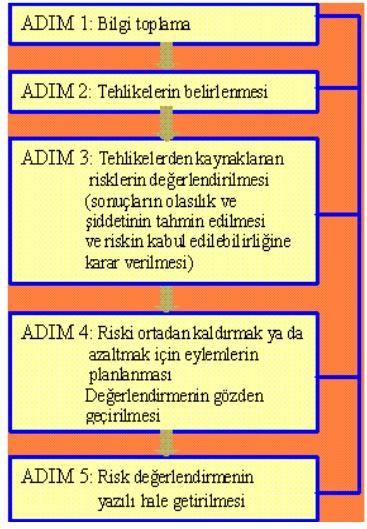 ADIM 1: Bilgi toplama
ADIM 2: Tehlikelerin belirlenmesi
ADIM 3: Tehlikelerden kaynaklanan
risklerin değerlendirilmesi
(sonuçların olasılık ve
şiddetinin tahmin edilmesi
ve riskin kabul edilebilirliğine
karar verilmesi)
ADIM 4: Riski ortadan kaldırmak ya da
azaltmak için eylemlerin
planlanması
Değerlendirmenin gözden
geçirilmesi
ADIM 5: Risk değerlendirmenin
yazılı hale getirilmesi